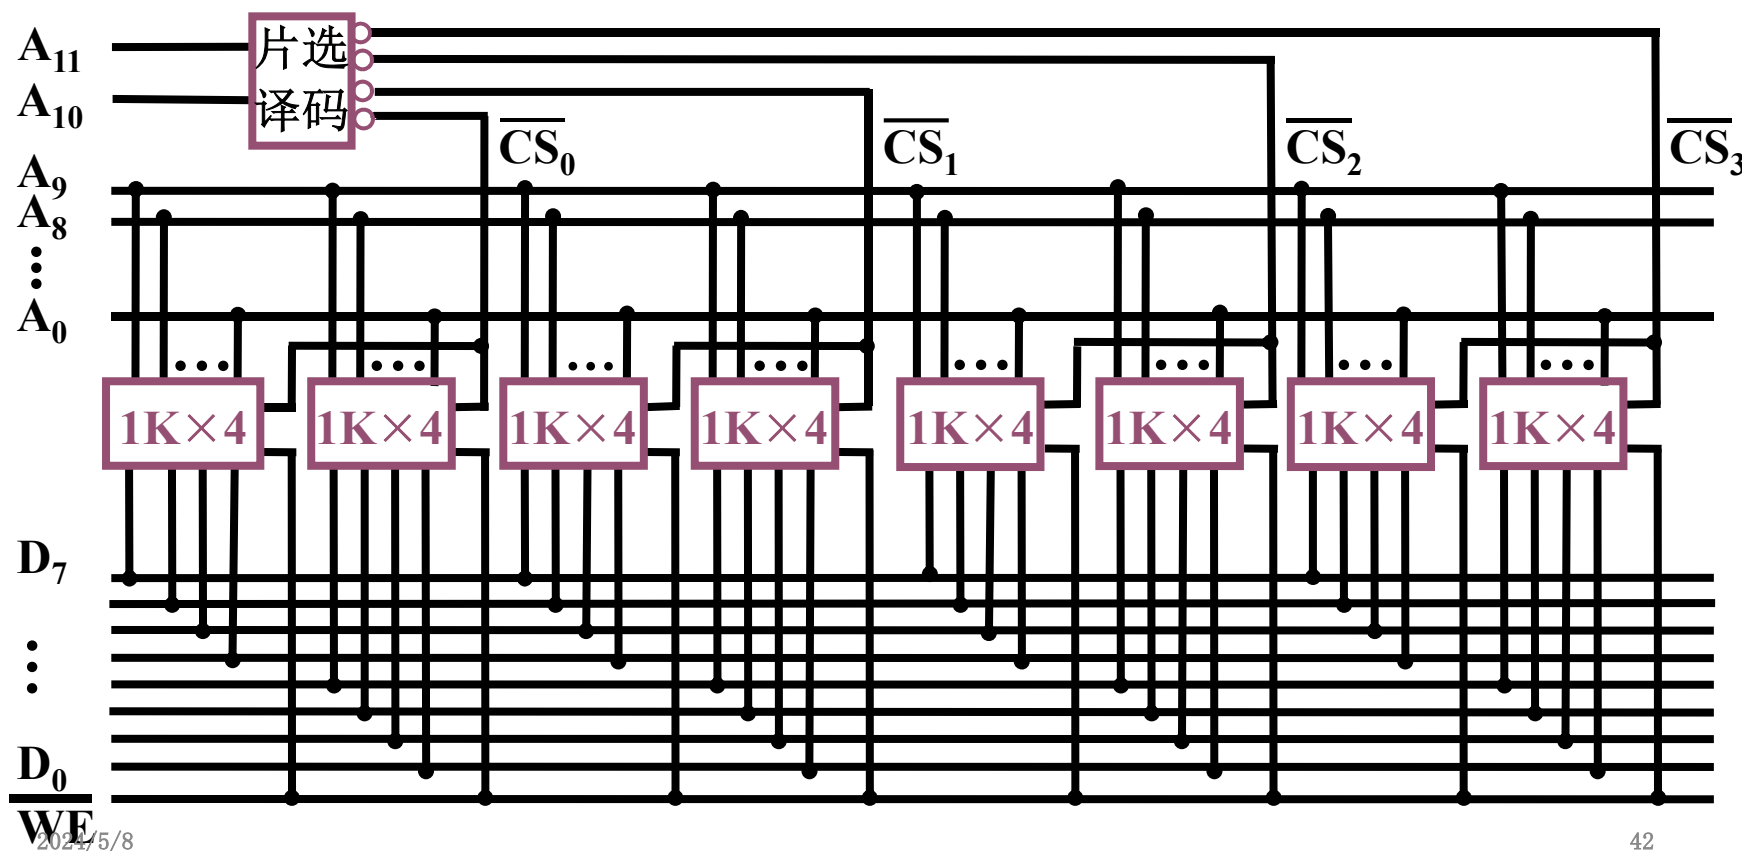 A11
片选
A10
译码
CS0 CS1 CS2 CS3
A9
A8
⋮
A0
1K×4 1K×4 1K×4 1K×4 1K×4 1K×4 1K×4 1K×4
D7
⋮
D0
WE
2024/5/8
42